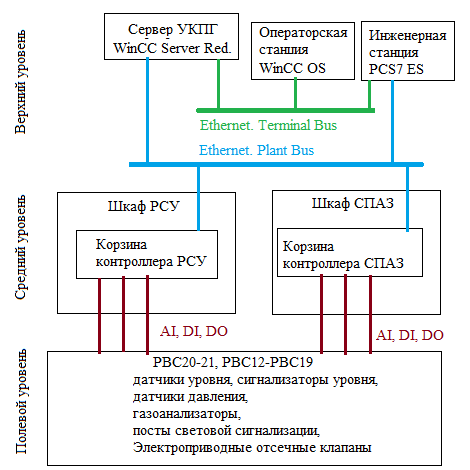 Верхний уровень
Сервер УКПГ
WinCC Server Red.
Операторская
станция
WinCC OS
Инженерная
станция
PCS7 ES
Ethernet. Terminal Bus
Ethernet. Plant Bus
Средний уровень
Шкаф РСУ
Корзина
контроллера РСУ
Шкаф СПАЗ
Корзина
контроллера СПАЗ
AI, DI, DO
AI, DI, DO
Полевой уровень
РВС20-21, РВС12-РВС19
датчики уровня, сигнализаторы уровня,
датчики давления,
газоанализаторы,
посты световой сигнализации,
Электроприводные отсечные клапаны